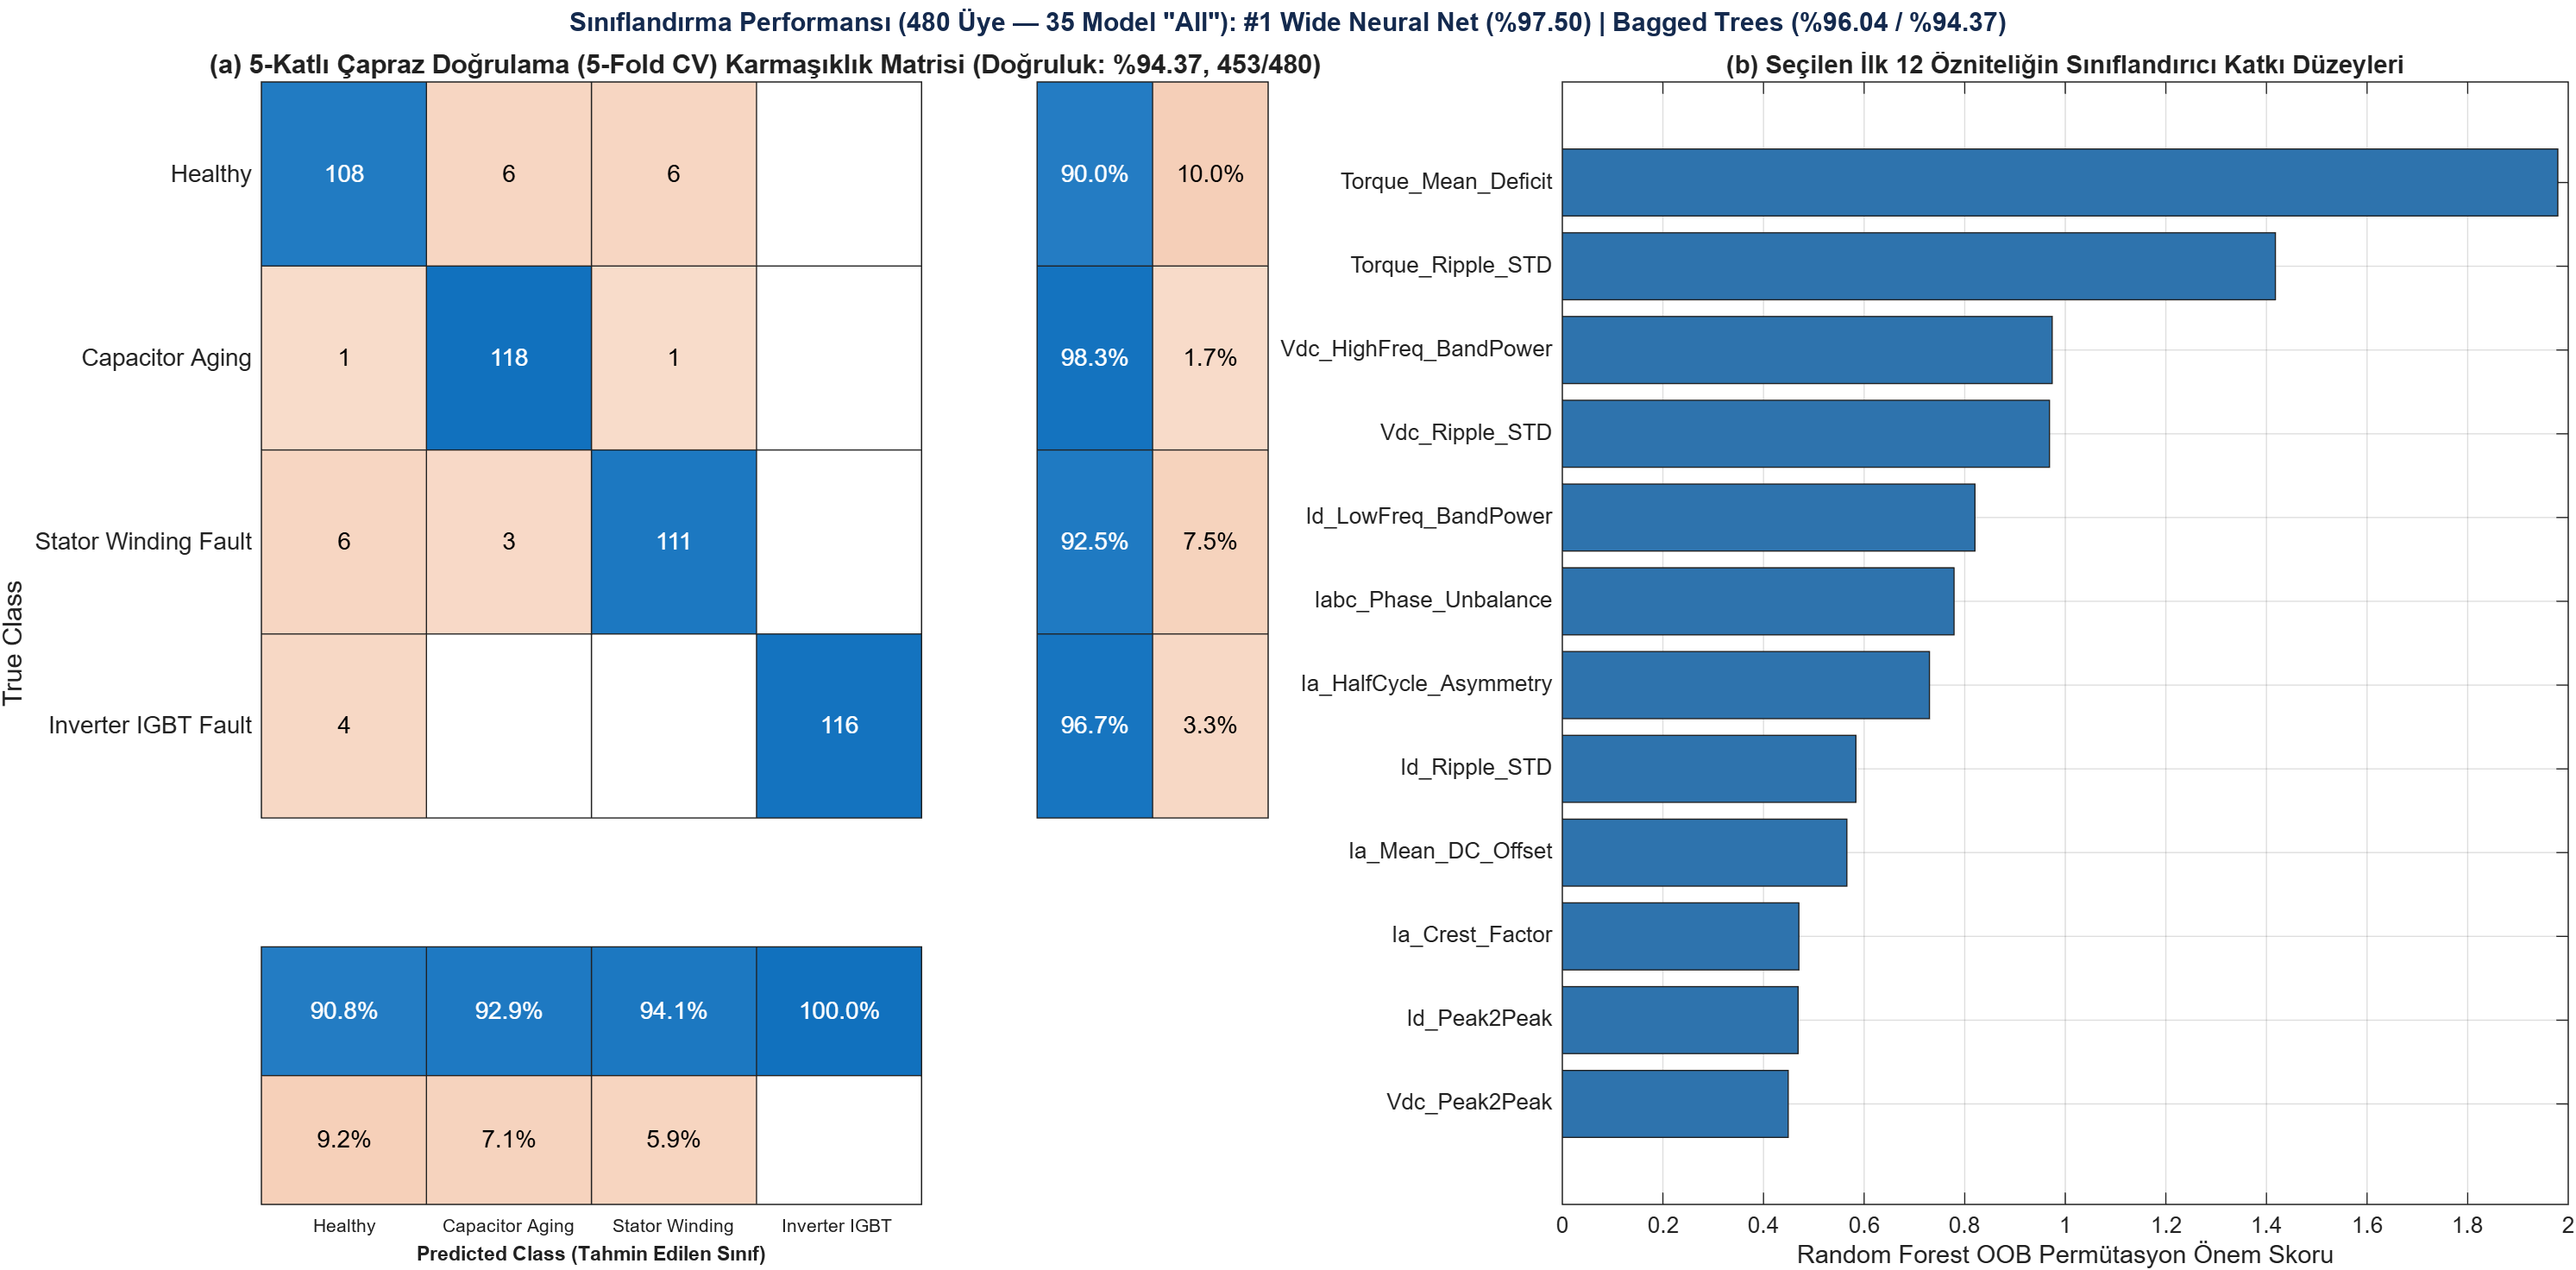 Sınıflandırma Performansı (480 Üye — 35 Model "All"): #1 Wide Neural Net (%97.50) | Bagged Trees (%96.04 / %94.37)
(a) 5-Katlı Çapraz Doğrulama (5-Fold CV) Karmaşıklık Matrisi (Doğruluk: %94.37, 453/480)
True Class
Healthy 108 6 6 90.0% 10.0%
Capacitor Aging 1 118 1 98.3% 1.7%
Stator Winding Fault 6 3 111 92.5% 7.5%
Inverter IGBT Fault 4 116 96.7% 3.3%
90.8% 92.9% 94.1% 100.0%
9.2% 7.1% 5.9%
Healthy Capacitor Aging Stator Winding Inverter IGBT
Predicted Class (Tahmin Edilen Sınıf)
(b) Seçilen İlk 12 Özniteliğin Sınıflandırıcı Katkı Düzeyleri
Torque_Mean_Deficit
Torque_Ripple_STD
Vdc_HighFreq_BandPower
Vdc_Ripple_STD
Id_LowFreq_BandPower
Iabc_Phase_Unbalance
Ia_HalfCycle_Asymmetry
Id_Ripple_STD
Ia_Mean_DC_Offset
Ia_Crest_Factor
Id_Peak2Peak
Vdc_Peak2Peak
0 0.2 0.4 0.6 0.8 1 1.2 1.4 1.6 1.8 2
Random Forest OOB Permütasyon Önem Skoru